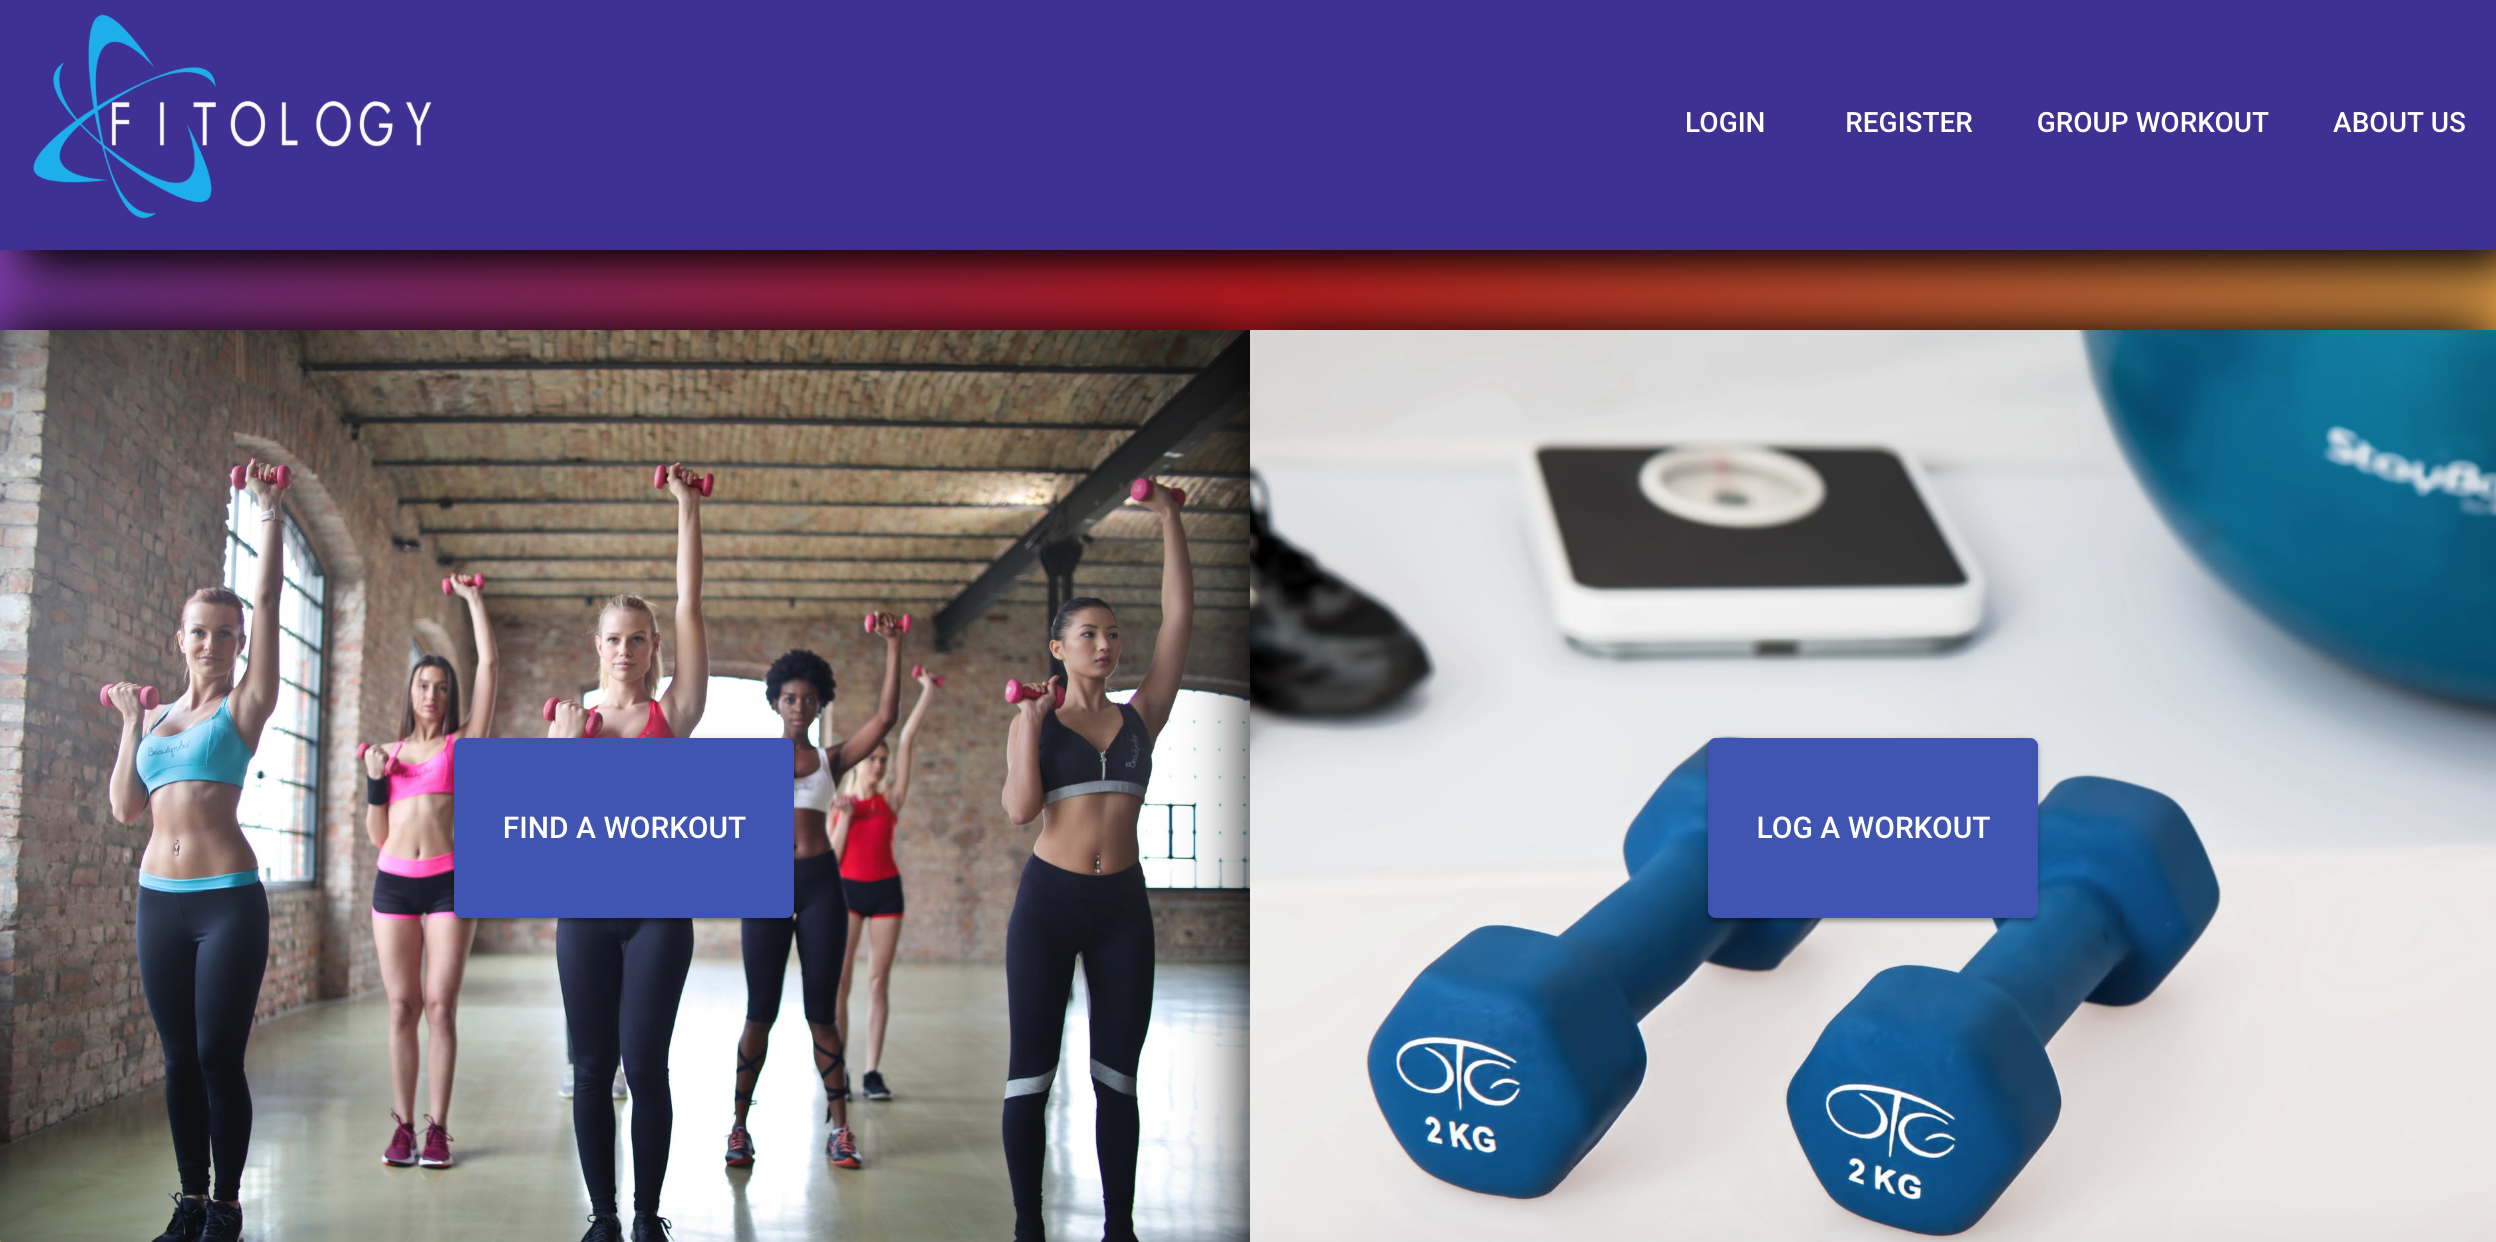 FITOLOGY
LOGIN
REGISTER
GROUP WORKOUT
ABOUT US
FIND A WORKOUT
LOG A WORKOUT
OTG
2 KG
OTG
2 KG